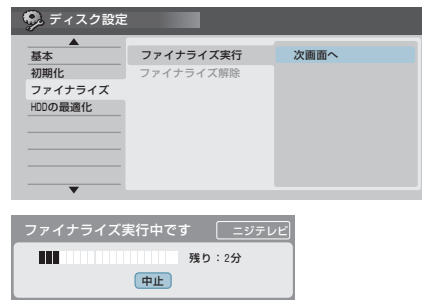 ディスク設定
基本
初期化
ファイナライズ
HDDの最適化
ファイナライズ実行
ファイナライズ解除
次画面へ
ファイナライズ実行中です
ニジテレビ
残り：2分
中止